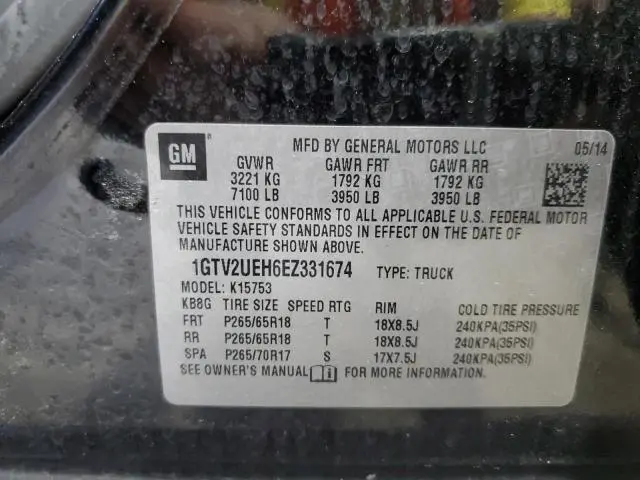 GM
MFD BY GENERAL MOTORS LLC 05/14
GVWR GAWR FRT GAWR RR
3221 KG 1792 KG 1792 KG
7100 LB 3950 LB 3950 LB
THIS VEHICLE CONFORMS TO ALL APPLICABLE U.S. FEDERAL MOTOR
VEHICLE SAFETY STANDARDS IN EFFECT ON THE DATE OF
MANUFACTURE SHOWN ABOVE.
1GTV2UEH6EZ331674 TYPE: TRUCK
MODEL: K15753
KB8G TIRE SIZE SPEED RTG RIM COLD TIRE PRESSURE
FRT P265/65R18 T 18X8.5J 240KPA(35PSI)
RR P265/65R18 T 18X8.5J 240KPA(35PSI)
SPA P265/70R17 S 17X7.5J 240KPA(35PSI)
SEE OWNER'S MANUAL FOR MORE INFORMATION.